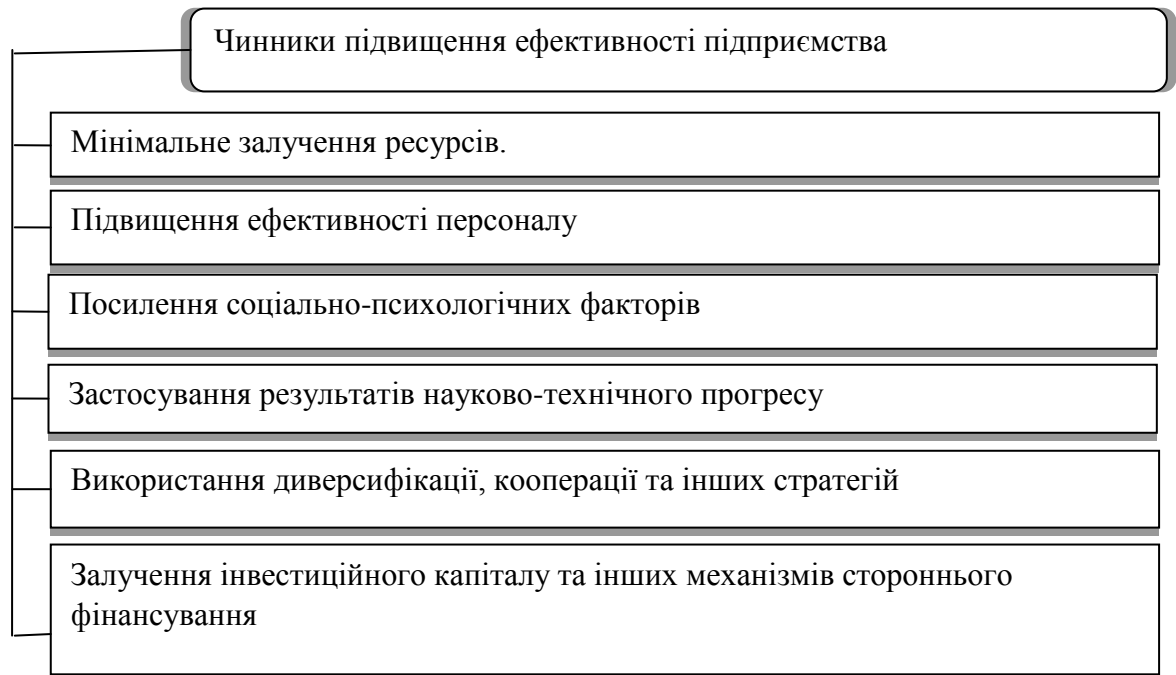 Чинники підвищення ефективності підприємства
Мінімальне залучення ресурсів.
Підвищення ефективності персоналу
Посилення соціально-психологічних факторів
Застосування результатів науково-технічного прогресу
Використання диверсифікації, кооперації та інших стратегій
Залучення інвестиційного капіталу та інших механізмів стороннього
фінансування